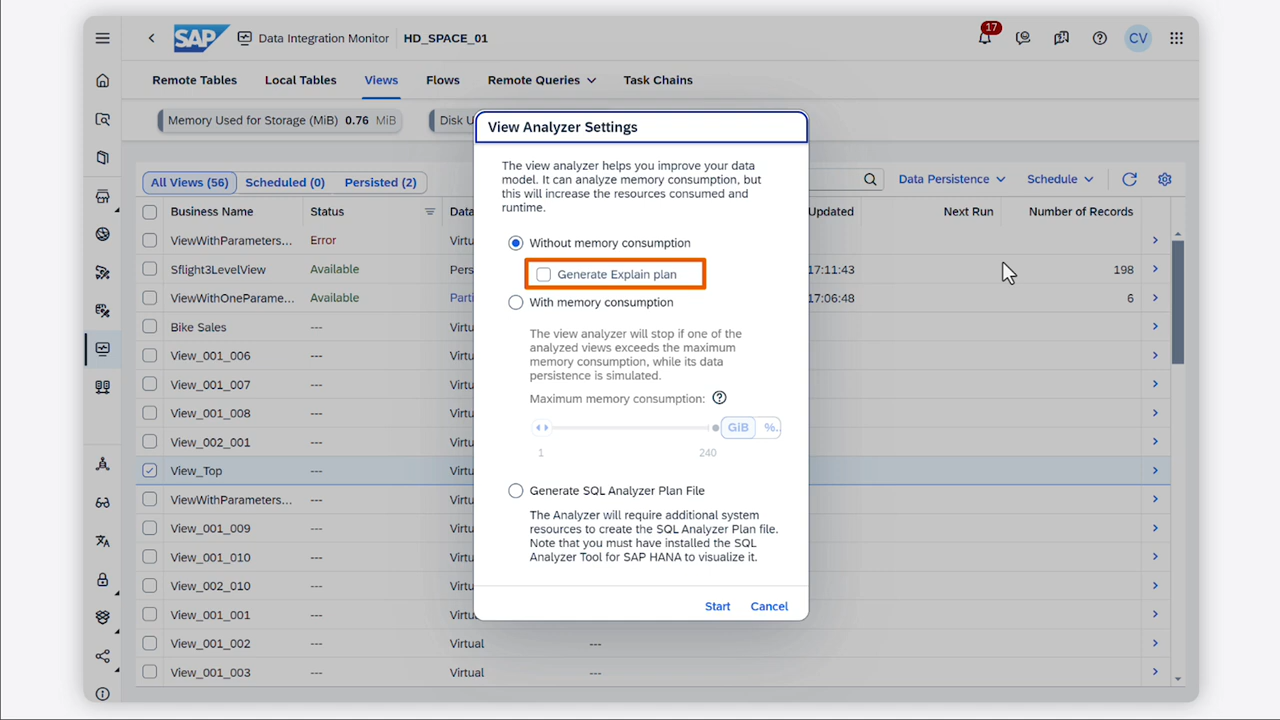 SAP Data Integration Monitor HD_SPACE_01 17 CV
Remote Tables Local Tables Views Flows Remote Queries Task Chains
Memory Used for Storage (MiB) 0.76 MiB Disk U
View Analyzer Settings
The view analyzer helps you improve your data
model. It can analyze memory consumption, but
this will increase the resources consumed and
runtime.
Without memory consumption
Generate Explain plan
With memory consumption
The view analyzer will stop if one of the
analyzed views exceeds the maximum
memory consumption, while its data
persistence is simulated.
Maximum memory consumption:
GiB %..
1 240
Generate SQL Analyzer Plan File
The Analyzer will require additional system
resources to create the SQL Analyzer Plan file.
Note that you must have installed the SQL
Analyzer Tool for SAP HANA to visualize it.
Start Cancel
All Views (56) Scheduled (0) Persisted (2) Data Persistence Schedule
Business Name Status Data Updated Next Run Number of Records
ViewWithParameters... Error Virtu
Sflight3LevelView Available Pers 17:11:43 198
ViewWithOneParame... Available Parti 17:06:48 6
Bike Sales --- Virtu
View_001_006 --- Virtu
View_001_007 --- Virtu
View_001_008 --- Virtu
View_002_001 --- Virtu
View_Top --- Virtu
ViewWithParameters... --- Virtu
View_001_009 --- Virtu
View_001_010 --- Virtu
View_002_010 --- Virtu
View_001_001 --- Virtu
View_001_002 --- Virtual ---
View_001_003 --- Virtual ---